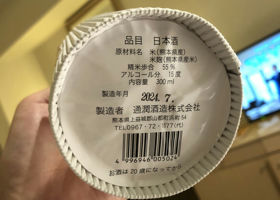 品目 日本酒
原材料名 米(熊本県産)
米麹(熊本県産米)
精米歩合 55 %
アルコール分 15度
内容量 300 ml
製造年月 2024. 7.
製造者 通潤酒造株式会社
熊本県上益城郡山都町浜町54
TEL0967・72・1177(代)
4 996946 005024
お酒は20歳になってから